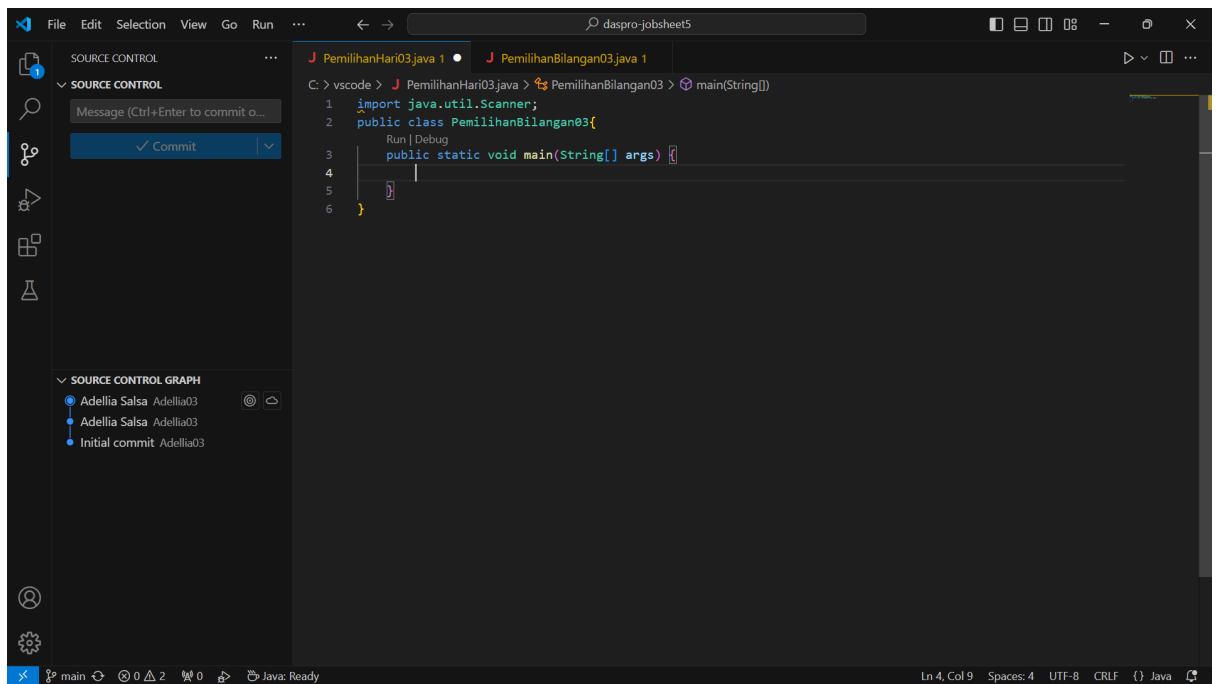 File Edit Selection View Go Run ··· ← → daspro-jobsheet5
SOURCE CONTROL ···
SOURCE CONTROL
Message (Ctrl+Enter to commit o...
✓ Commit
SOURCE CONTROL GRAPH
Adellia Salsa Adellia03
Adellia Salsa Adellia03
Initial commit Adellia03
J PemilihanHari03.java 1 ● J PemilihanBilangan03.java 1
C: > vscode > J PemilihanHari03.java > PemilihanBilangan03 > main(String[])
1 import java.util.Scanner;
2 public class PemilihanBilangan03{
Run | Debug
3 public static void main(String[] args) {
4
5 }
6 }
1
main 0 2 0 Java: Ready
Ln 4, Col 9 Spaces: 4 UTF-8 CRLF {} Java